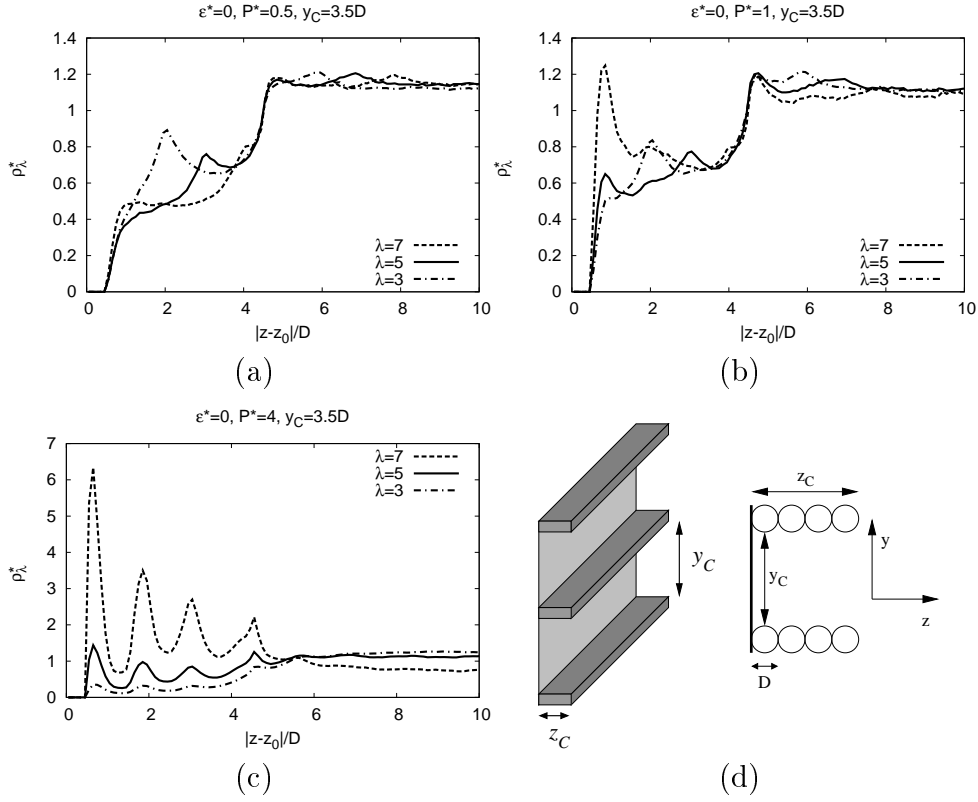 ε*=0, P*=0.5, y_C=3.5D
1.4
1.2
1
0.8
0.6
0.4
0.2
0
ρ*_λ
λ=7
λ=5
λ=3
0 2 4 6 8 10
|z-z_0|/D
(a)
ε*=0, P*=1, y_C=3.5D
1.4
1.2
1
0.8
0.6
0.4
0.2
0
ρ*_λ
λ=7
λ=5
λ=3
0 2 4 6 8 10
|z-z_0|/D
(b)
ε*=0, P*=4, y_C=3.5D
7
6
5
4
3
2
1
0
ρ*_λ
λ=7
λ=5
λ=3
0 2 4 6 8 10
|z-z_0|/D
(c)
y_C
z_C
z_C
y_C
y
z
D
(d)